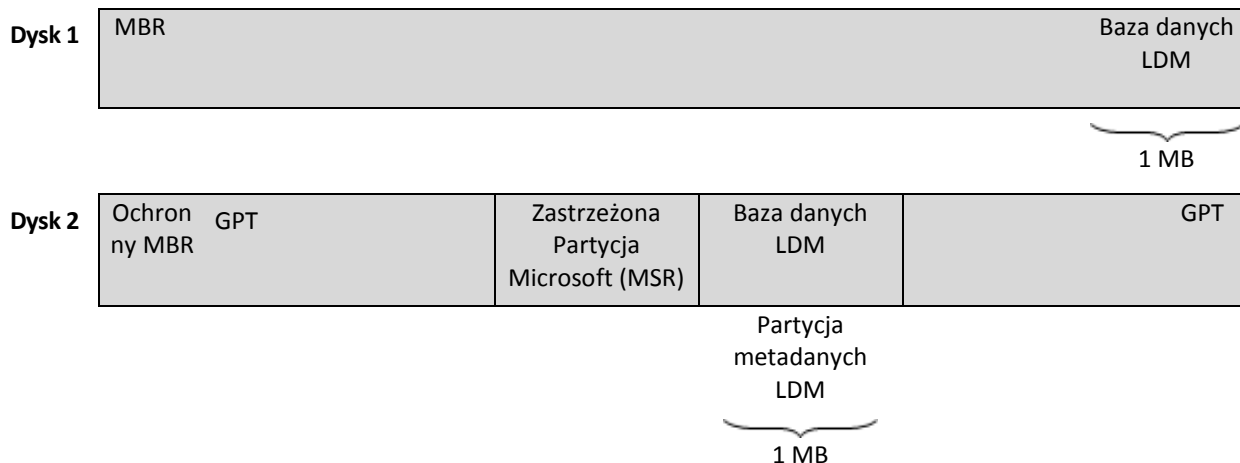 Dysk 1
MBR
Baza danych
LDM
1 MB
Dysk 2
Ochron
ny MBR
GPT
Zastrzeżona
Partycja
Microsoft (MSR)
Baza danych
LDM
GPT
Partycja
metadanych
LDM
1 MB